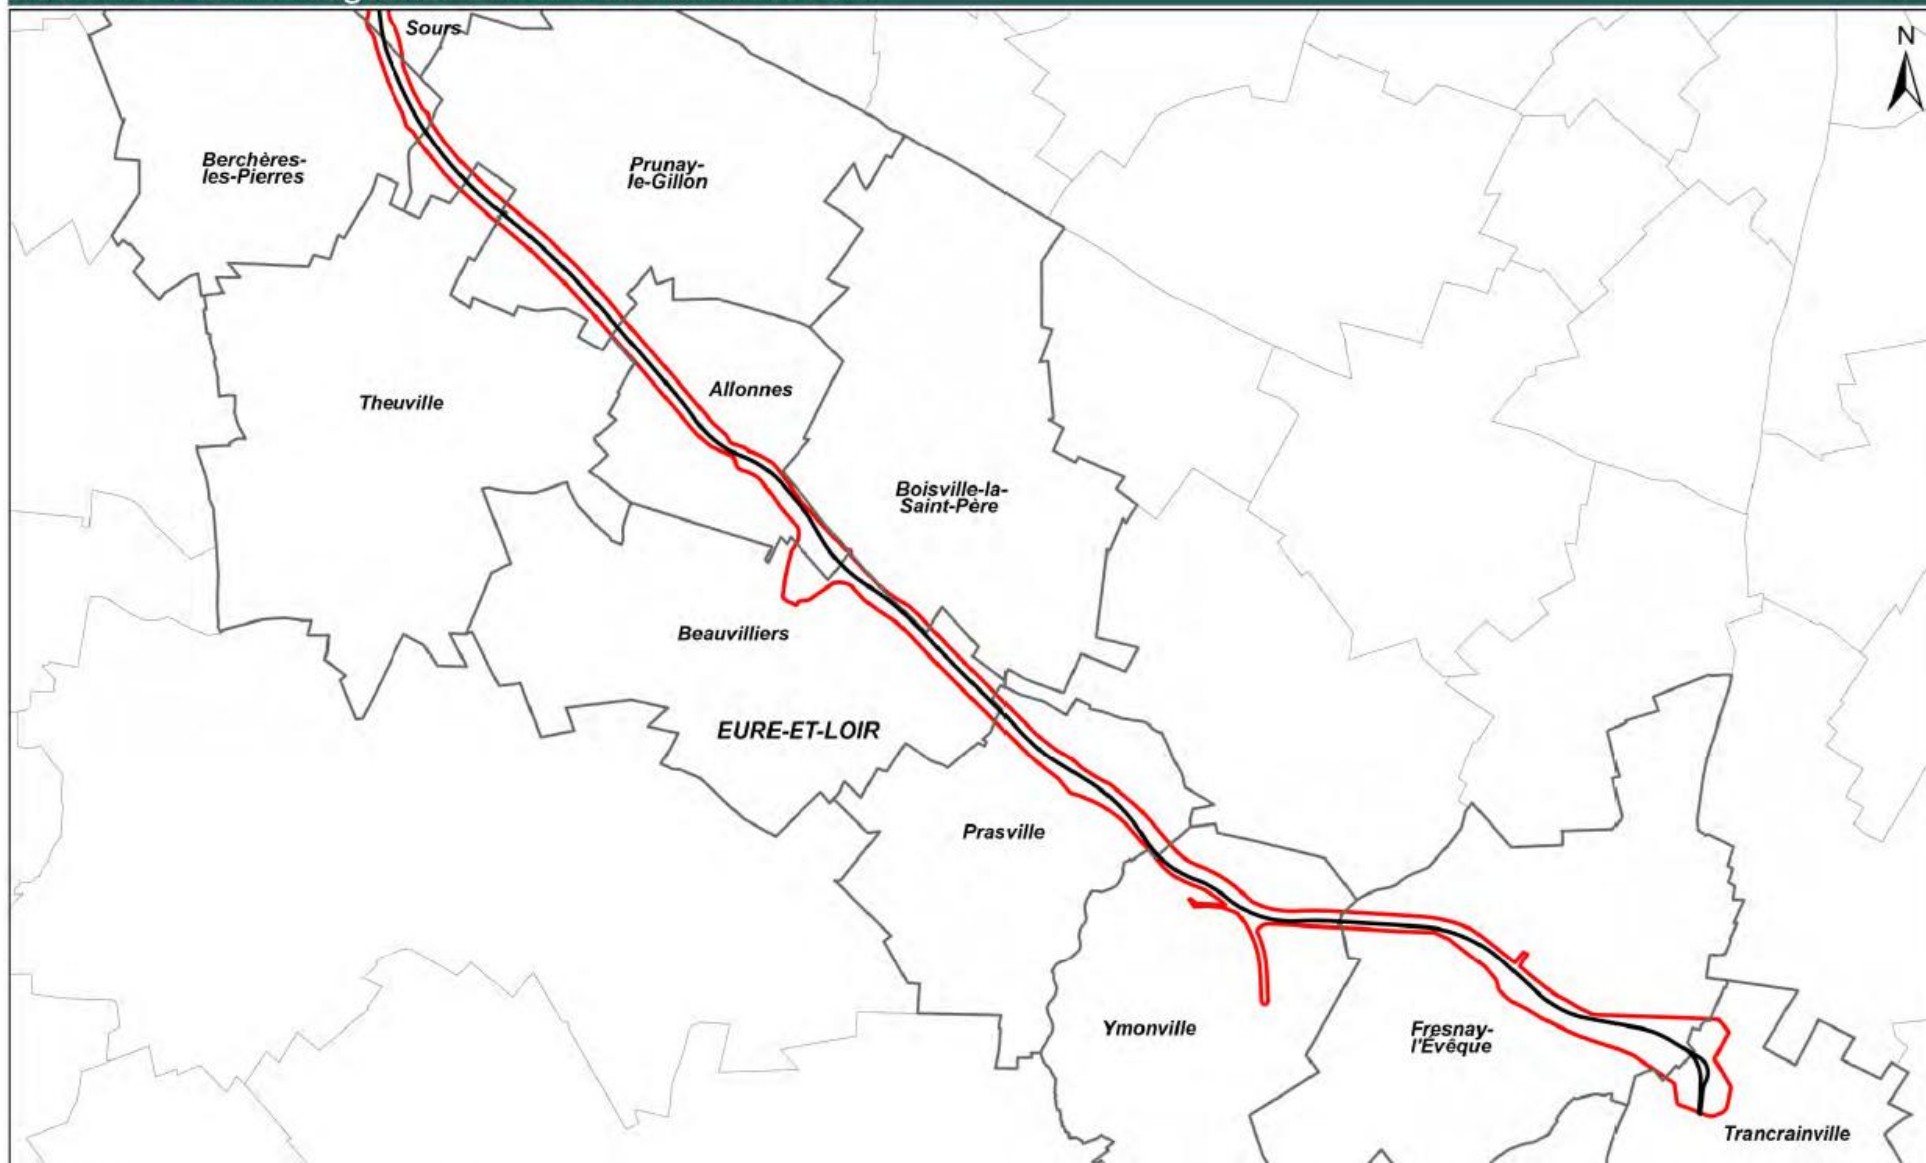 Sours
N
Berchères-
les-Pierres
Prunay-
le-Gillon
Theuville
Allonnes
Boisville-la-
Saint-Père
Beauvilliers
EURE-ET-LOIR
Prasville
Ymonville
Fresnay-
l'Évêque
Trancrainville